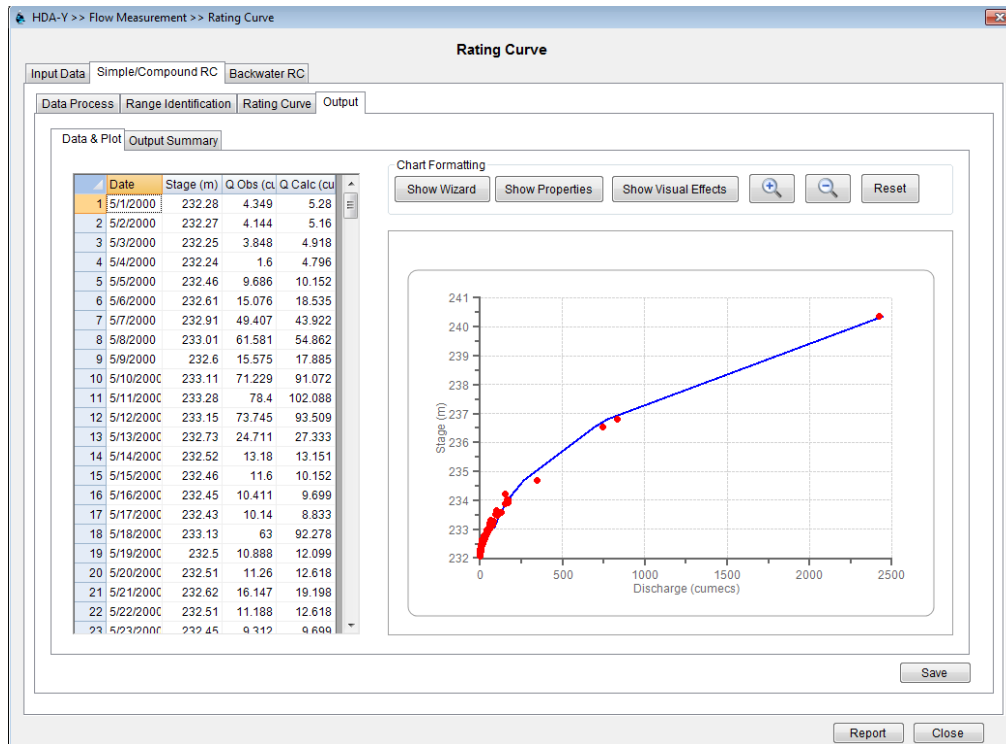 HDA-Y >> Flow Measurement >> Rating Curve
Rating Curve
Input Data Simple/Compound RC Backwater RC
Data Process Range Identification Rating Curve Output
Data & Plot Output Summary
Chart Formatting
Show Wizard Show Properties Show Visual Effects Reset
Date Stage (m) Q Obs (cu Q Calc (cu
1 5/1/2000 232.28 4.349 5.28
2 5/2/2000 232.27 4.144 5.16
3 5/3/2000 232.25 3.848 4.918
4 5/4/2000 232.24 1.6 4.796
5 5/5/2000 232.46 9.686 10.152
6 5/6/2000 232.61 15.076 18.535
7 5/7/2000 232.91 49.407 43.922
8 5/8/2000 233.01 61.581 54.862
9 5/9/2000 232.6 15.575 17.885
10 5/10/2000 233.11 71.229 91.072
11 5/11/2000 233.28 78.4 102.088
12 5/12/2000 233.15 73.745 93.509
13 5/13/2000 232.73 24.711 27.333
14 5/14/2000 232.52 13.18 13.151
15 5/15/2000 232.46 11.6 10.152
16 5/16/2000 232.45 10.411 9.699
17 5/17/2000 232.43 10.14 8.833
18 5/18/2000 233.13 63 92.278
19 5/19/2000 232.5 10.888 12.099
20 5/20/2000 232.51 11.26 12.618
21 5/21/2000 232.62 16.147 19.198
22 5/22/2000 232.51 11.188 12.618
23 5/23/2000 232.45 9.312 9.699
241
240
239
238
237
236
235
234
233
232
Stage (m)
0 500 1000 1500 2000 2500
Discharge (cumecs)
Save
Report Close